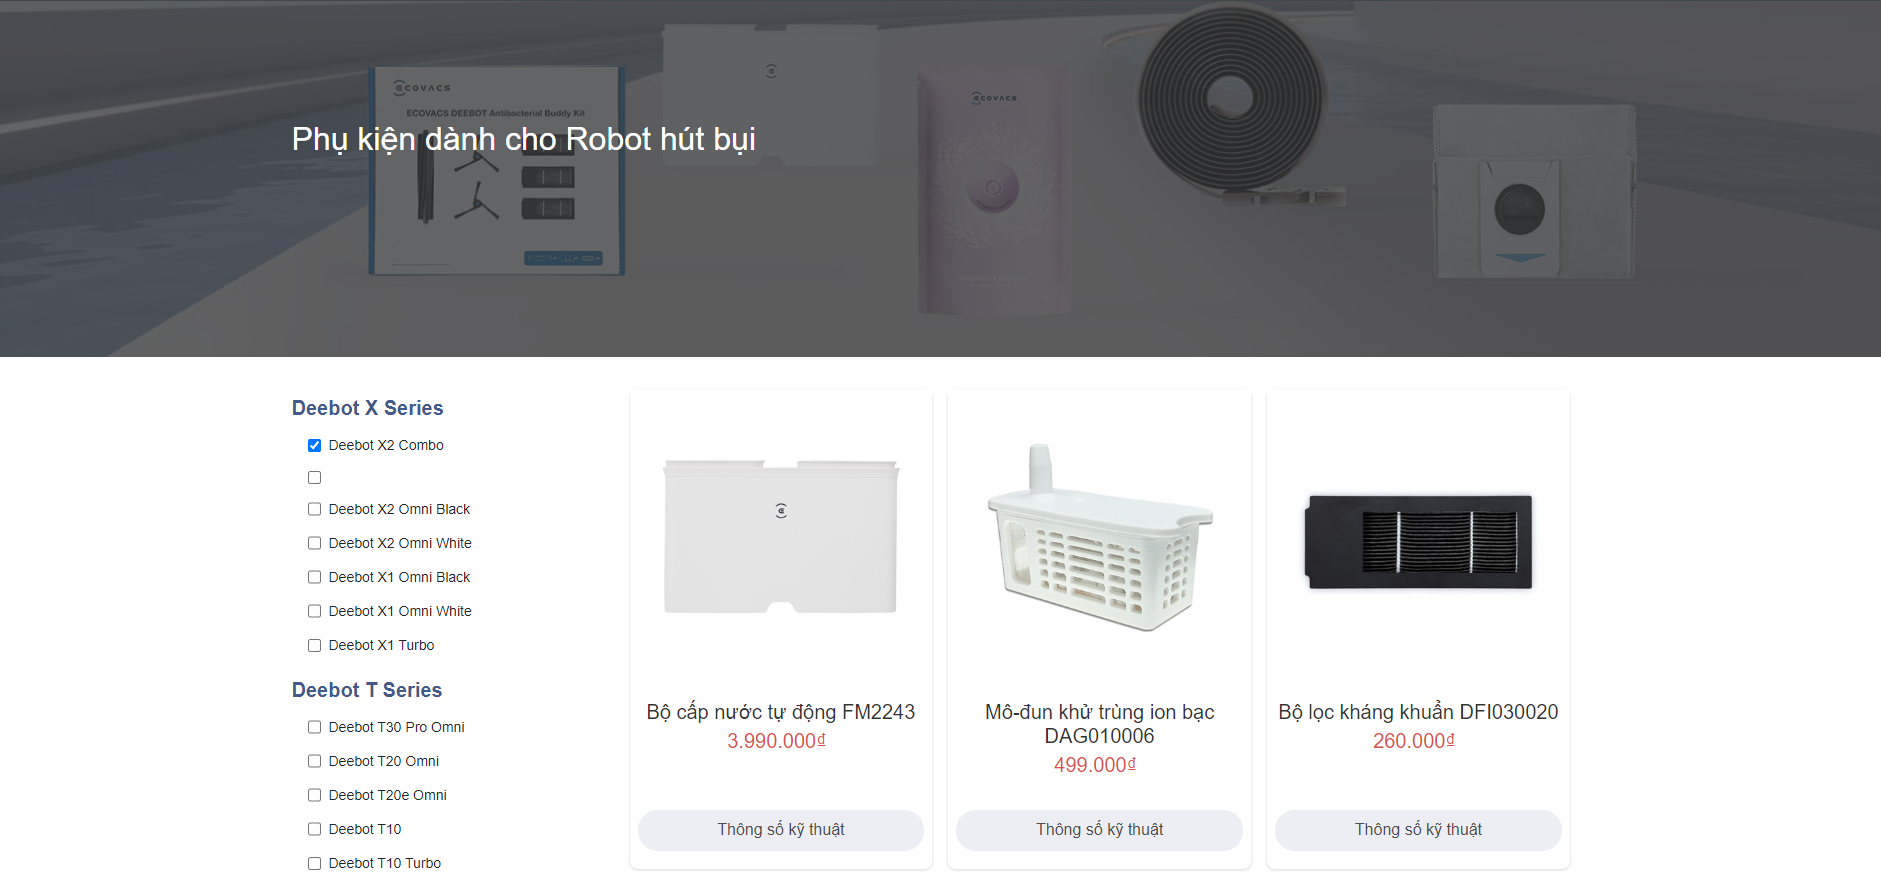 ECOVACS
ECOVACS DEEBOT Antibacterial Buddy Kit
ECOVACS
Phụ kiện dành cho Robot hút bụi
Deebot X Series
Deebot X2 Combo
Deebot X2 Omni Black
Deebot X2 Omni White
Deebot X1 Omni Black
Deebot X1 Omni White
Deebot X1 Turbo
Deebot T Series
Deebot T30 Pro Omni
Deebot T20 Omni
Deebot T20e Omni
Deebot T10
Deebot T10 Turbo
Bộ cấp nước tự động FM2243
3.990.000₫
Thông số kỹ thuật
Mô-đun khử trùng ion bạc
DAG010006
499.000₫
Thông số kỹ thuật
Bộ lọc kháng khuẩn DFI030020
260.000₫
Thông số kỹ thuật